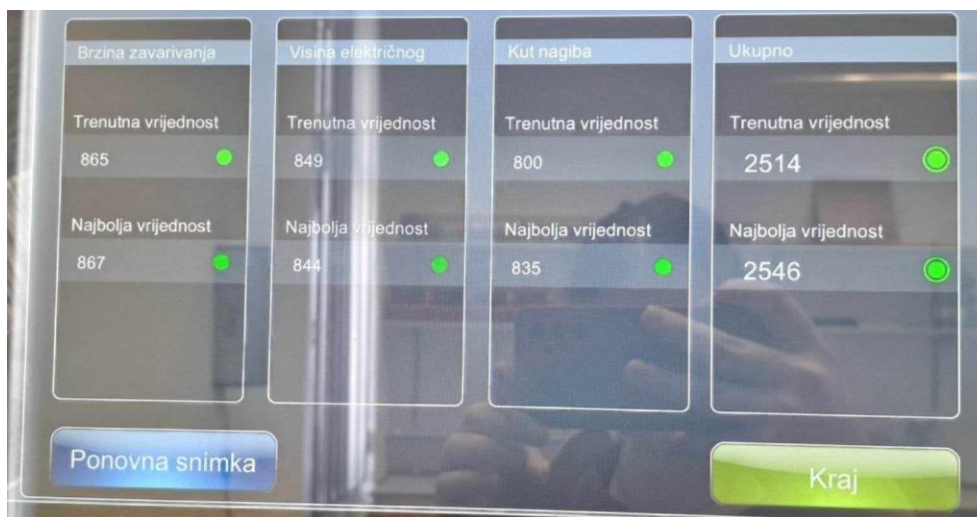 Brzina zavarivanja
Trenutna vrijednost
865
Najbolja vrijednost
867
Visina električnog
Trenutna vrijednost
849
Najbolja vrijednost
844
Kut nagiba
Trenutna vrijednost
800
Najbolja vrijednost
835
Ukupno
Trenutna vrijednost
2514
Najbolja vrijednost
2546
Ponovna snimka
Kraj